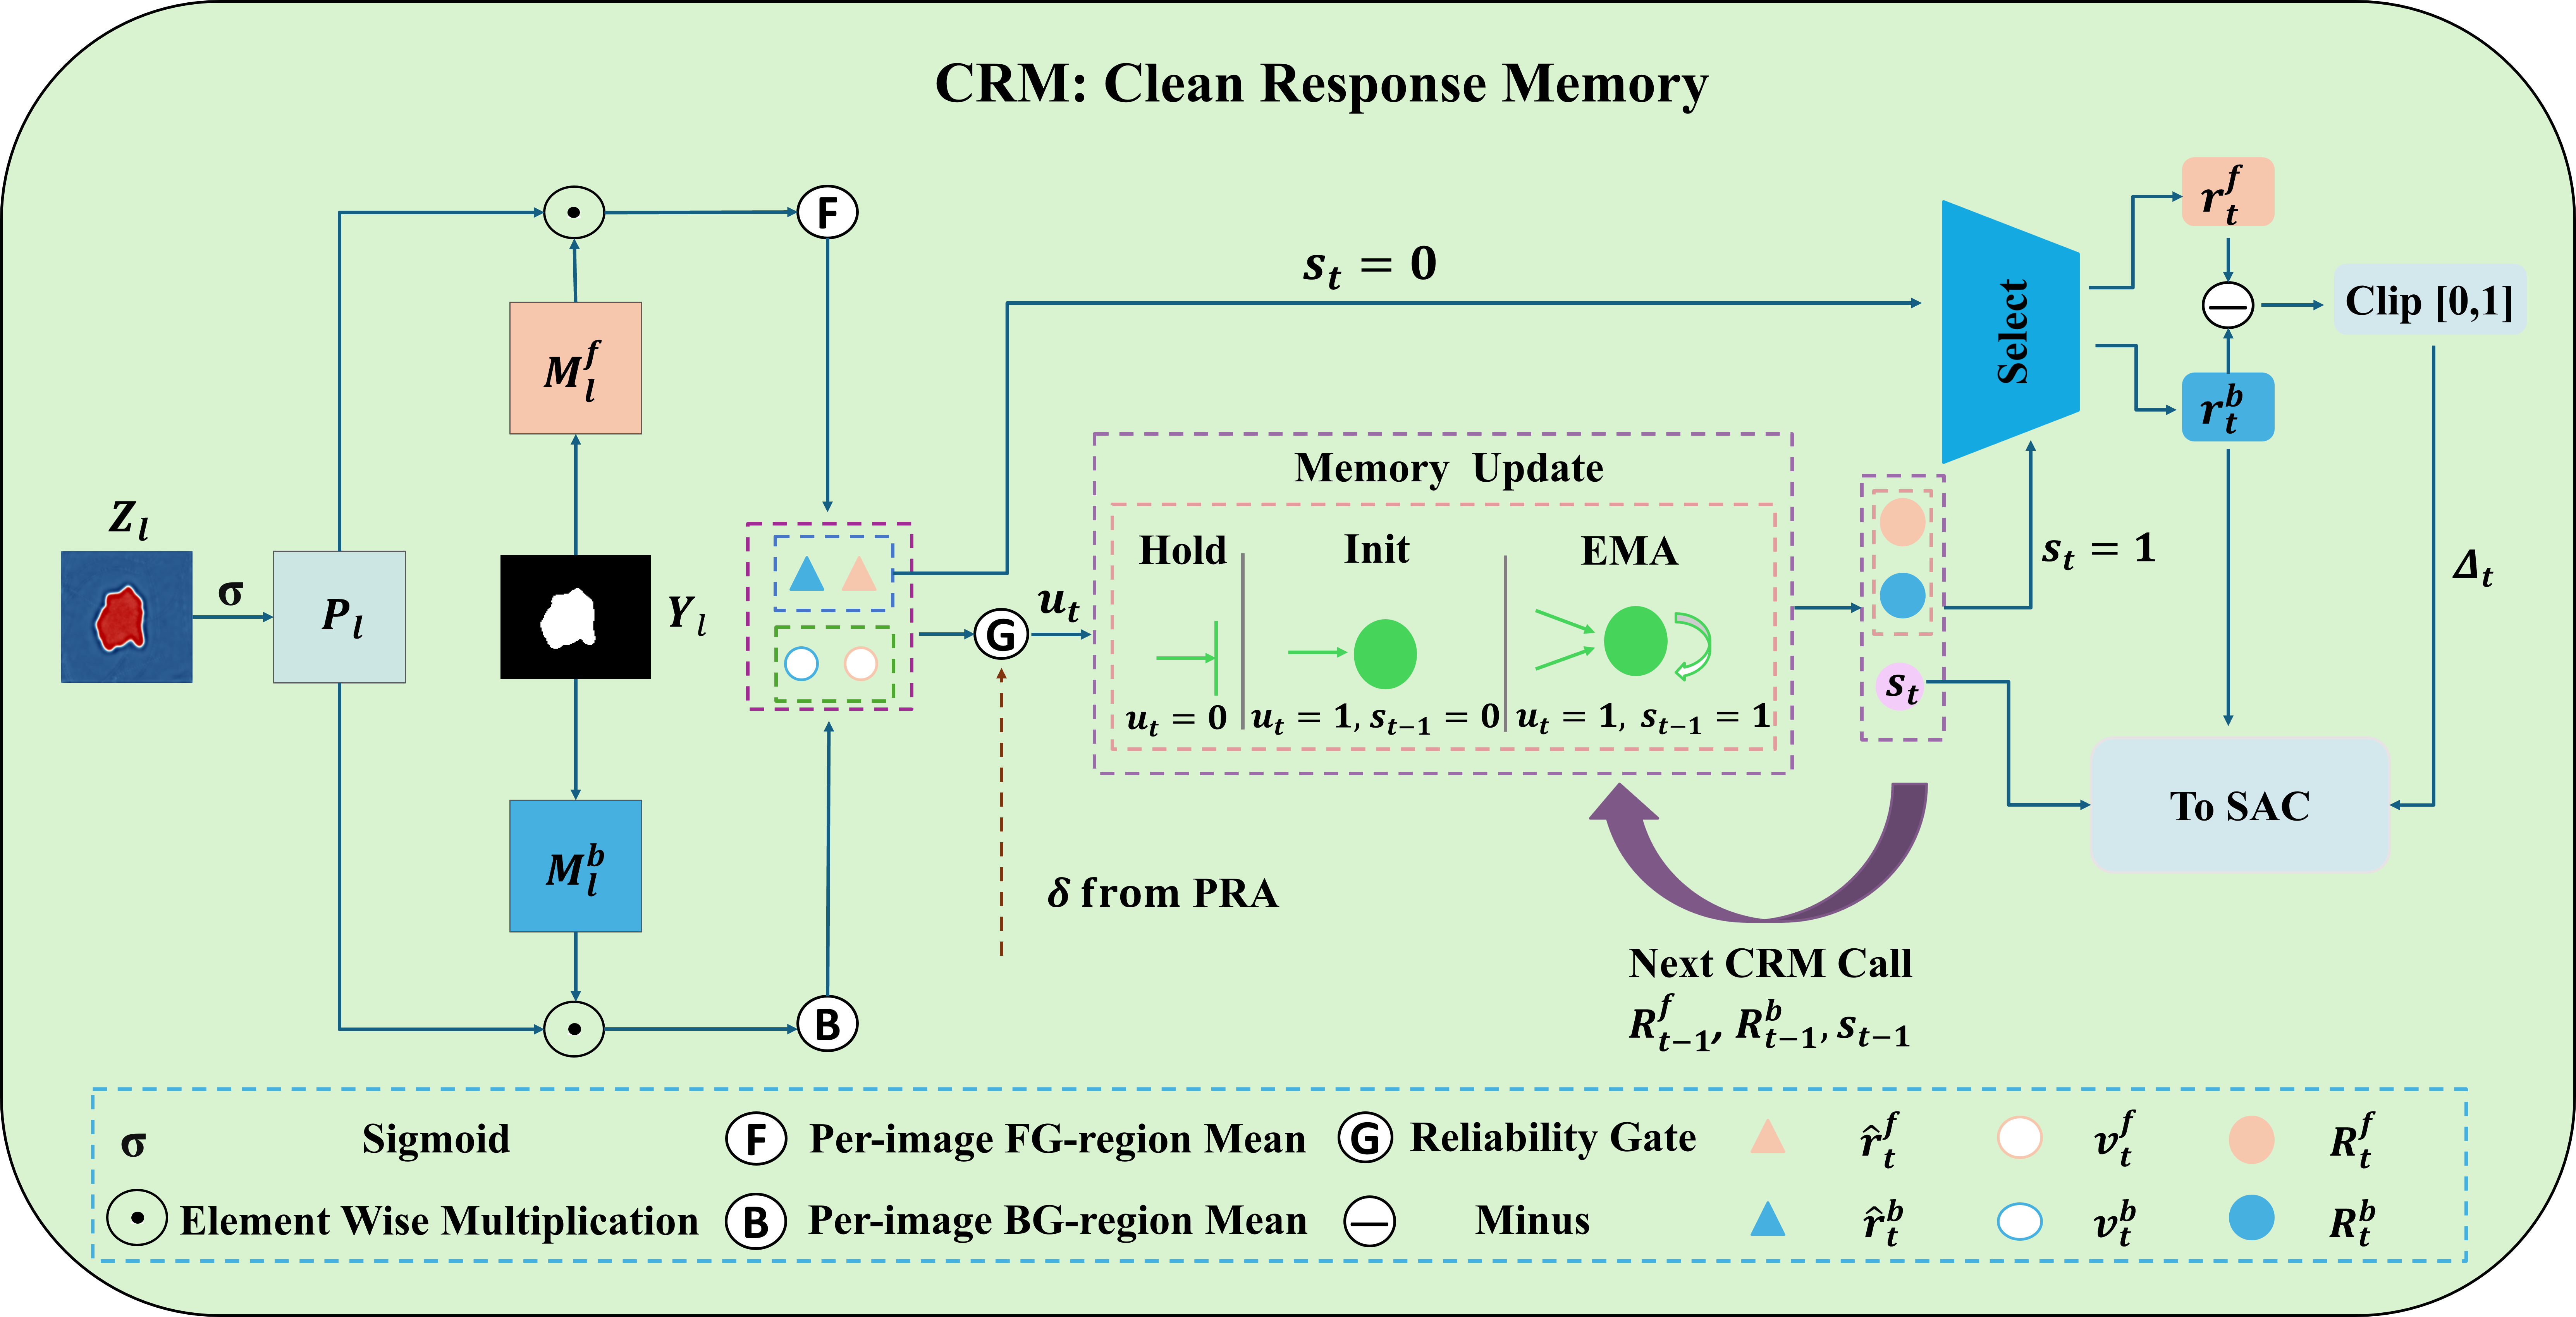 CRM: Clean Response Memory
Z_l
σ
P_l
M_l^f
Y_l
M_l^b
F
B
s_t = 0
G
u_t
δ from PRA
Memory Update
Hold
Init
EMA
u_t = 0
u_t = 1, s_{t-1} = 0
u_t = 1, s_{t-1} = 1
s_t
s_t = 1
Select
r_t^f
r_t^b
Clip [0,1]
Δ_t
To SAC
Next CRM Call
R_{t-1}^f, R_{t-1}^b, s_{t-1}
σ Sigmoid
F Per-image FG-region Mean
G Reliability Gate
r̂_t^f
v_t^f
R_t^f
Element Wise Multiplication
B Per-image BG-region Mean
Minus
r̂_t^b
v_t^b
R_t^b